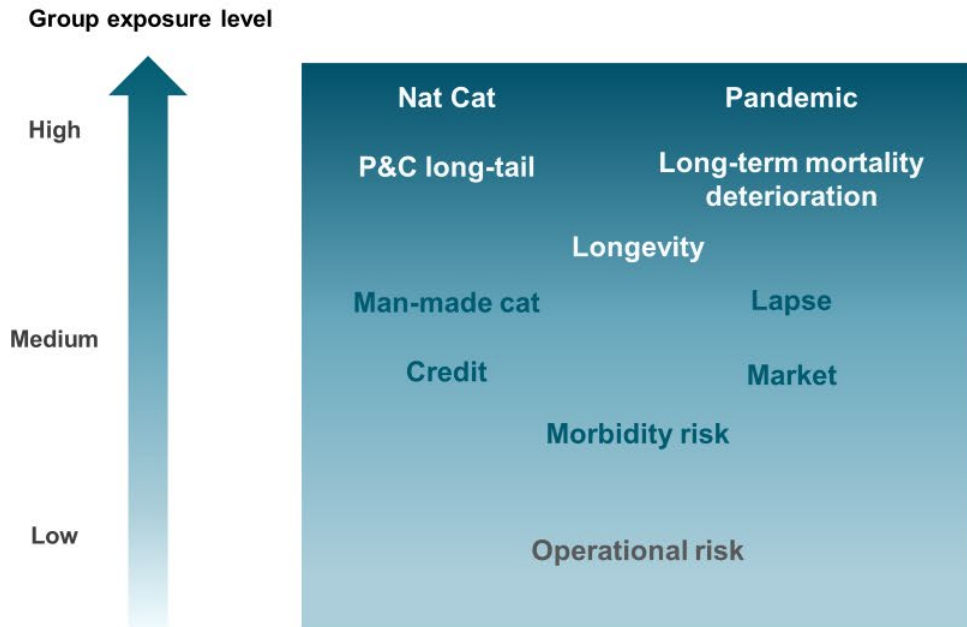 Group exposure level
Nat Cat
Pandemic
High
P&C long-tail
Long-term mortality
deterioration
Longevity
Man-made cat
Lapse
Medium
Credit
Market
Morbidity risk
Low
Operational risk